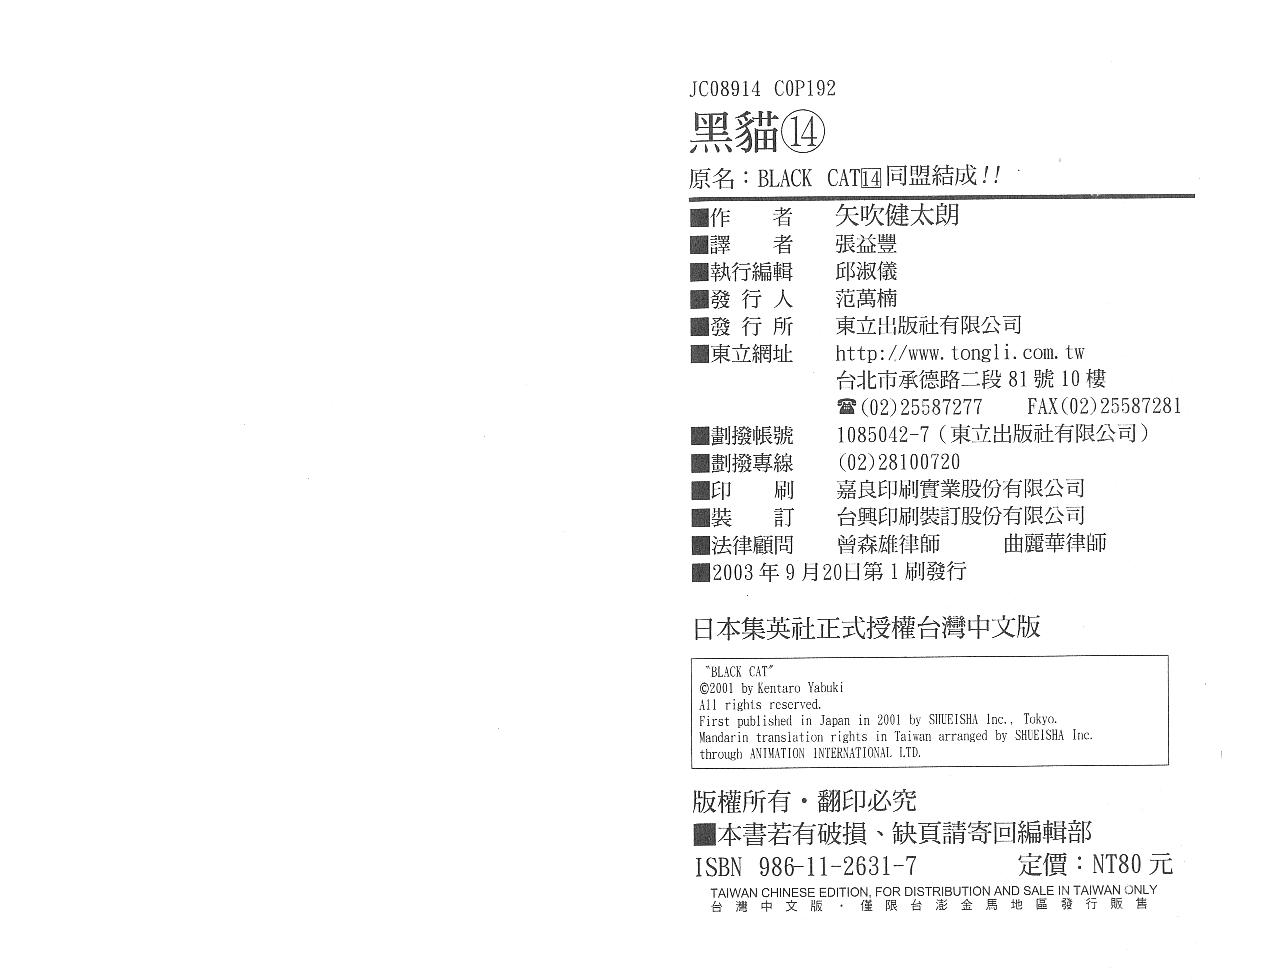 JC08914 C0P192
黑貓⑭
原名：BLACK CAT14同盟結成!!
■作　者　矢吹健太朗
■譯　者　張益豐
■執行編輯　邱淑儀
■發行人　范萬楠
■發行所　東立出版社有限公司
■東立網址　http://www.tongli.com.tw
台北市承德路二段81號10樓
☎(02)25587277　FAX(02)25587281
■劃撥帳號　1085042-7（東立出版社有限公司）
■劃撥專線　(02)28100720
■印　刷　嘉良印刷實業股份有限公司
■裝　訂　台興印刷裝訂股份有限公司
■法律顧問　曾森雄律師　曲麗華律師
■2003年9月20日第1刷發行
日本集英社正式授權台灣中文版
"BLACK CAT"
©2001 by Kentaro Yabuki
All rights reserved.
First published in Japan in 2001 by SHUEISHA Inc., Tokyo.
Mandarin translation rights in Taiwan arranged by SHUEISHA Inc.
through ANIMATION INTERNATIONAL LTD.
版權所有・翻印必究
■本書若有破損、缺頁請寄回編輯部
ISBN 986-11-2631-7　定價：NT80元
TAIWAN CHINESE EDITION, FOR DISTRIBUTION AND SALE IN TAIWAN ONLY
台灣中文版・僅限台澎金馬地區發行販售